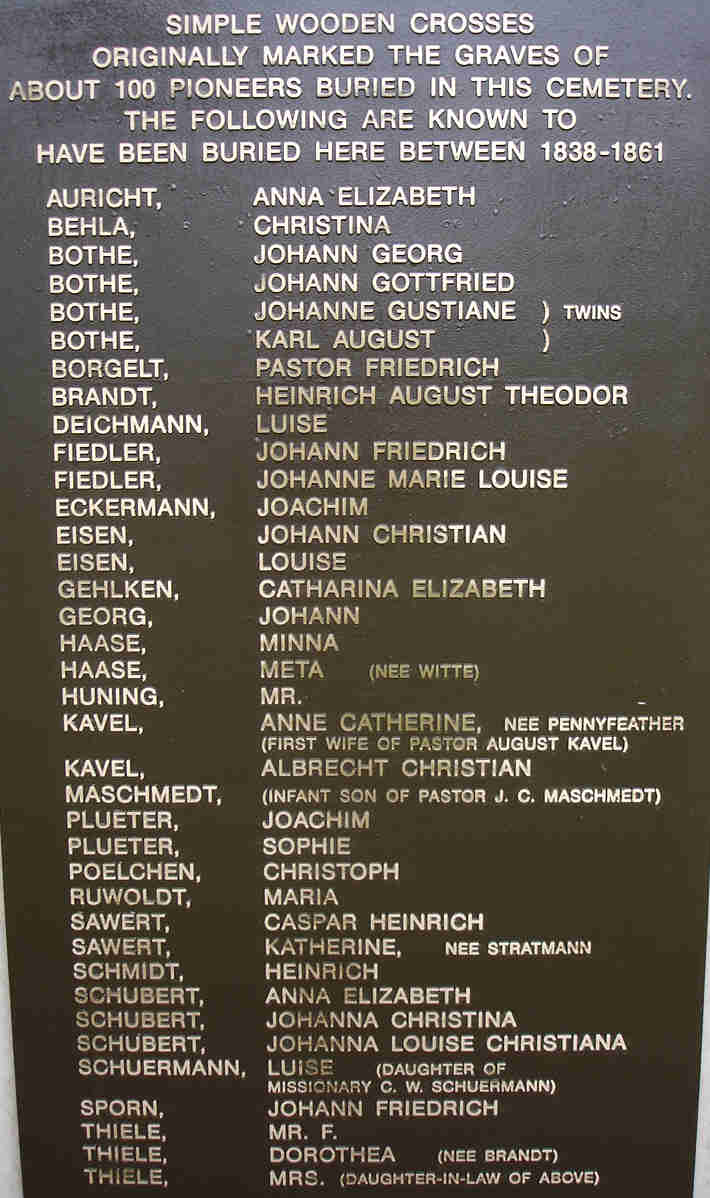 SIMPLE WOODEN CROSSES
ORIGINALLY MARKED THE GRAVES OF
ABOUT 100 PIONEERS BURIED IN THIS CEMETERY.
THE FOLLOWING ARE KNOWN TO
HAVE BEEN BURIED HERE BETWEEN 1838-1861
AURICHT, ANNA ELIZABETH
BEHLA, CHRISTINA
BOTHE, JOHANN GEORG
BOTHE, JOHANN GOTTFRIED
BOTHE, JOHANNE GUSTIANE ) TWINS
BOTHE, KARL AUGUST )
BORGELT, PASTOR FRIEDRICH
BRANDT, HEINRICH AUGUST THEODOR
DEICHMANN, LUISE
FIEDLER, JOHANN FRIEDRICH
FIEDLER, JOHANNE MARIE LOUISE
ECKERMANN, JOACHIM
EISEN, JOHANN CHRISTIAN
EISEN, LOUISE
GEHLKEN, CATHARINA ELIZABETH
GEORG, JOHANN
HAASE, MINNA
HAASE, META (NEE WITTE)
HUNING, MR.
KAVEL, ANNE CATHERINE, NEE PENNYFEATHER
(FIRST WIFE OF PASTOR AUGUST KAVEL)
KAVEL, ALBRECHT CHRISTIAN
MASCHMEDT, (INFANT SON OF PASTOR J. C. MASCHMEDT)
PLUETER, JOACHIM
PLUETER, SOPHIE
POELCHEN, CHRISTOPH
RUWOLDT, MARIA
SAWERT, CASPAR HEINRICH
SAWERT, KATHERINE, NEE STRATMANN
SCHMIDT, HEINRICH
SCHUBERT, ANNA ELIZABETH
SCHUBERT, JOHANNA CHRISTINA
SCHUBERT, JOHANNA LOUISE CHRISTIANA
SCHUERMANN, LUISE (DAUGHTER OF
MISSIONARY C. W. SCHUERMANN)
SPORN, JOHANN FRIEDRICH
THIELE, MR. F.
THIELE, DOROTHEA (NEE BRANDT)
THIELE, MRS. (DAUGHTER-IN-LAW OF ABOVE)